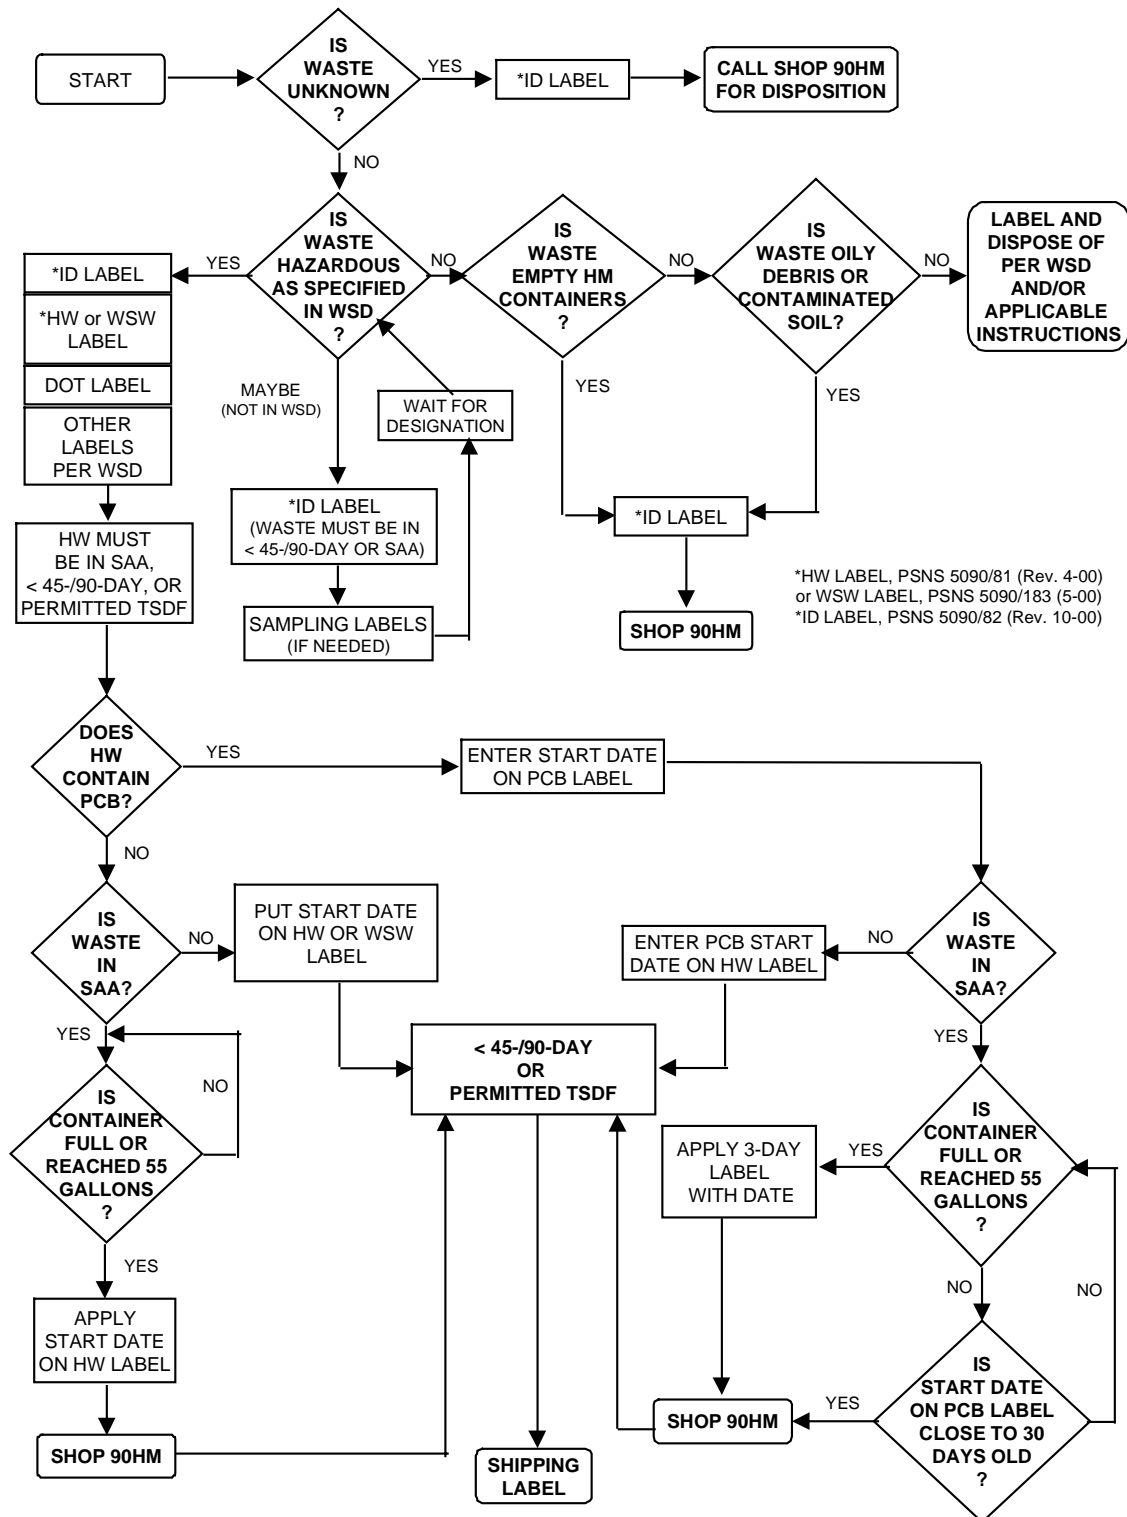 START
IS
WASTE
UNKNOWN
?
YES
*ID LABEL
CALL SHOP 90HM
FOR DISPOSITION
NO
IS
WASTE
HAZARDOUS
AS SPECIFIED
IN WSD
?
YES
NO
IS
WASTE
EMPTY HM
CONTAINERS
?
NO
IS
WASTE OILY
DEBRIS OR
CONTAMINATED
SOIL?
NO
LABEL AND
DISPOSE OF
PER WSD
AND/OR
APPLICABLE
INSTRUCTIONS
*ID LABEL
*HW or WSW
LABEL
DOT LABEL
OTHER
LABELS
PER WSD
MAYBE
(NOT IN WSD)
WAIT FOR
DESIGNATION
YES
YES
*ID LABEL
(WASTE MUST BE IN
< 45-/90-DAY OR SAA)
*ID LABEL
HW MUST
BE IN SAA,
< 45-/90-DAY, OR
PERMITTED TSDF
SAMPLING LABELS
(IF NEEDED)
SHOP 90HM
*HW LABEL, PSNS 5090/81 (Rev. 4-00)
or WSW LABEL, PSNS 5090/183 (5-00)
*ID LABEL, PSNS 5090/82 (Rev. 10-00)
DOES
HW
CONTAIN
PCB?
YES
ENTER START DATE
ON PCB LABEL
NO
IS
WASTE
IN
SAA?
NO
PUT START DATE
ON HW OR WSW
LABEL
ENTER PCB START
DATE ON HW LABEL
NO
IS
WASTE
IN
SAA?
YES
YES
< 45-/90-DAY
OR
PERMITTED TSDF
IS
CONTAINER
FULL OR
REACHED 55
GALLONS
?
NO
APPLY 3-DAY
LABEL
WITH DATE
YES
IS
CONTAINER
FULL OR
REACHED 55
GALLONS
?
YES
NO
NO
APPLY
START DATE
ON HW LABEL
SHOP 90HM
SHIPPING
LABEL
SHOP 90HM
YES
IS
START DATE
ON PCB LABEL
CLOSE TO 30
DAYS OLD
?